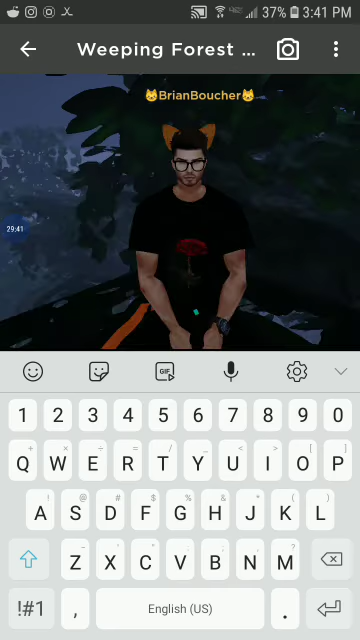 37% 3:41 PM
Weeping Forest ...
🐱BrianBoucher🐱
29:41
GIF
1 2 3 4 5 6 7 8 9 0
+ × ÷ = / _ < > [ ]
Q W E R T Y U I O P
! @ # $ % & * ( )
A S D F G H J K L
- ' " : ; , ?
Z X C V B N M
!#1 , English (US) .